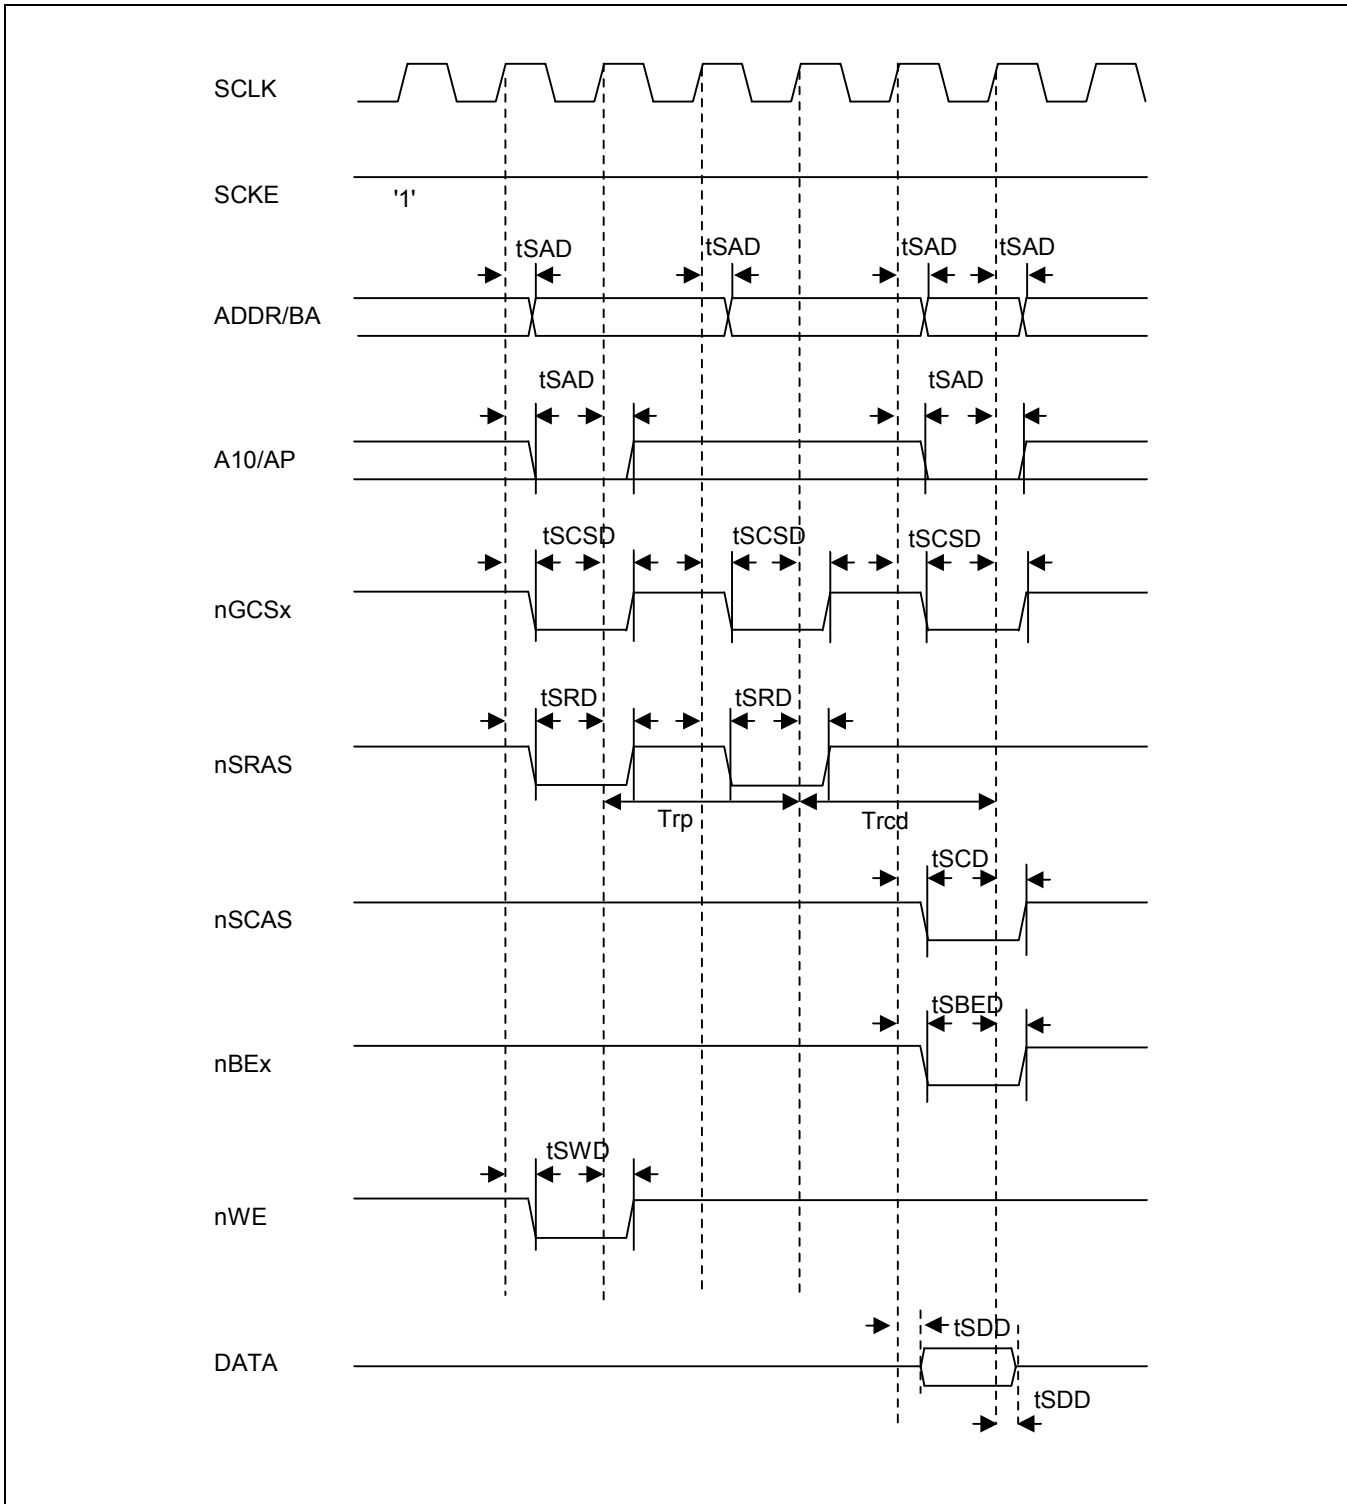 SCLK
SCKE
'1'
tSAD tSAD tSAD tSAD
ADDR/BA
tSAD tSAD
A10/AP
tSCSD tSCSD tSCSD
nGCSx
tSRD tSRD
nSRAS
Trp Trcd
tSCD
nSCAS
tSBED
nBEx
tSWD
nWE
tSDD
DATA
tSDD